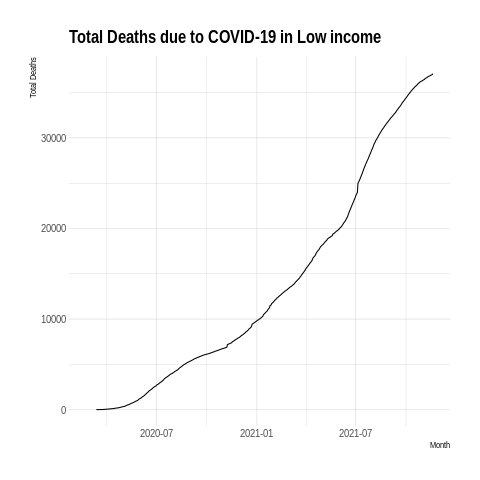 Total Deaths due to COVID-19 in Low income
Total Deaths
30000
20000
10000
0
2020-07 2021-01 2021-07
Month